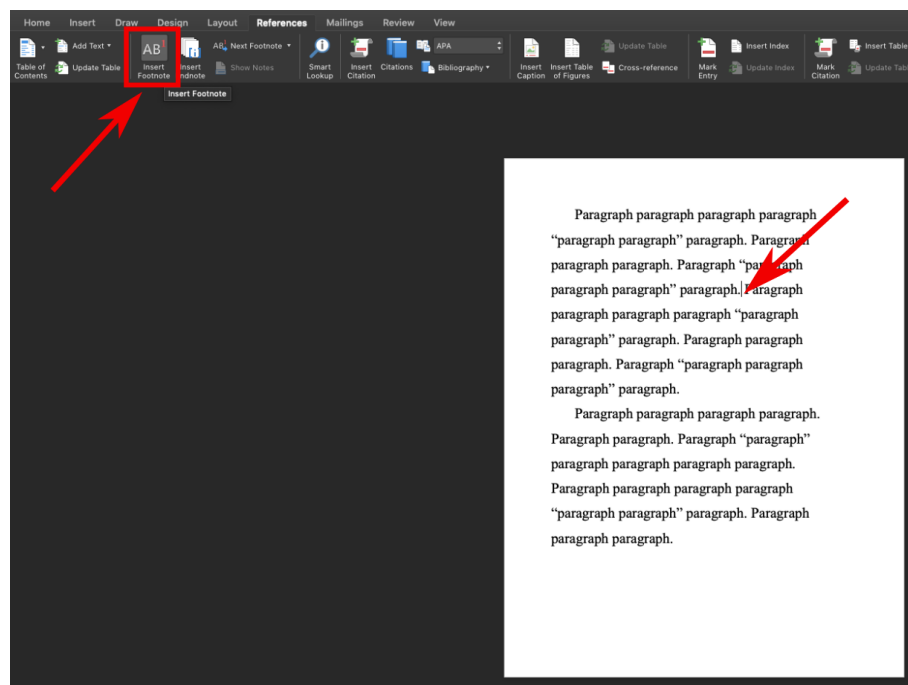 Home Insert Draw Design Layout References Mailings Review View
Add Text AB Next Footnote APA Update Table Insert Index Insert Table
Table of Contents Update Table Insert Footnote Show Notes Smart Lookup Insert Citation Citations Bibliography Insert Caption Insert Table of Figures Cross-reference Mark Entry Update Index Mark Citation
Insert Footnote
Paragraph paragraph paragraph paragraph
“paragraph paragraph” paragraph. Paragraph
paragraph paragraph. Paragraph “paragraph
paragraph paragraph” paragraph. Paragraph
paragraph paragraph paragraph “paragraph
paragraph” paragraph. Paragraph paragraph
paragraph. Paragraph “paragraph paragraph
paragraph” paragraph.
Paragraph paragraph paragraph paragraph.
Paragraph paragraph. Paragraph “paragraph”
paragraph paragraph paragraph paragraph.
Paragraph paragraph paragraph paragraph
“paragraph paragraph” paragraph. Paragraph
paragraph paragraph.